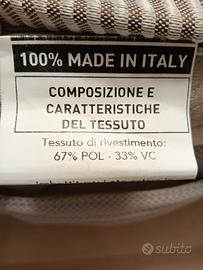 100% MADE IN ITALY
COMPOSIZIONE E
CARATTERISTICHE
DEL TESSUTO
Tessuto di rivestimento:
67% POL - 33% VC
subito